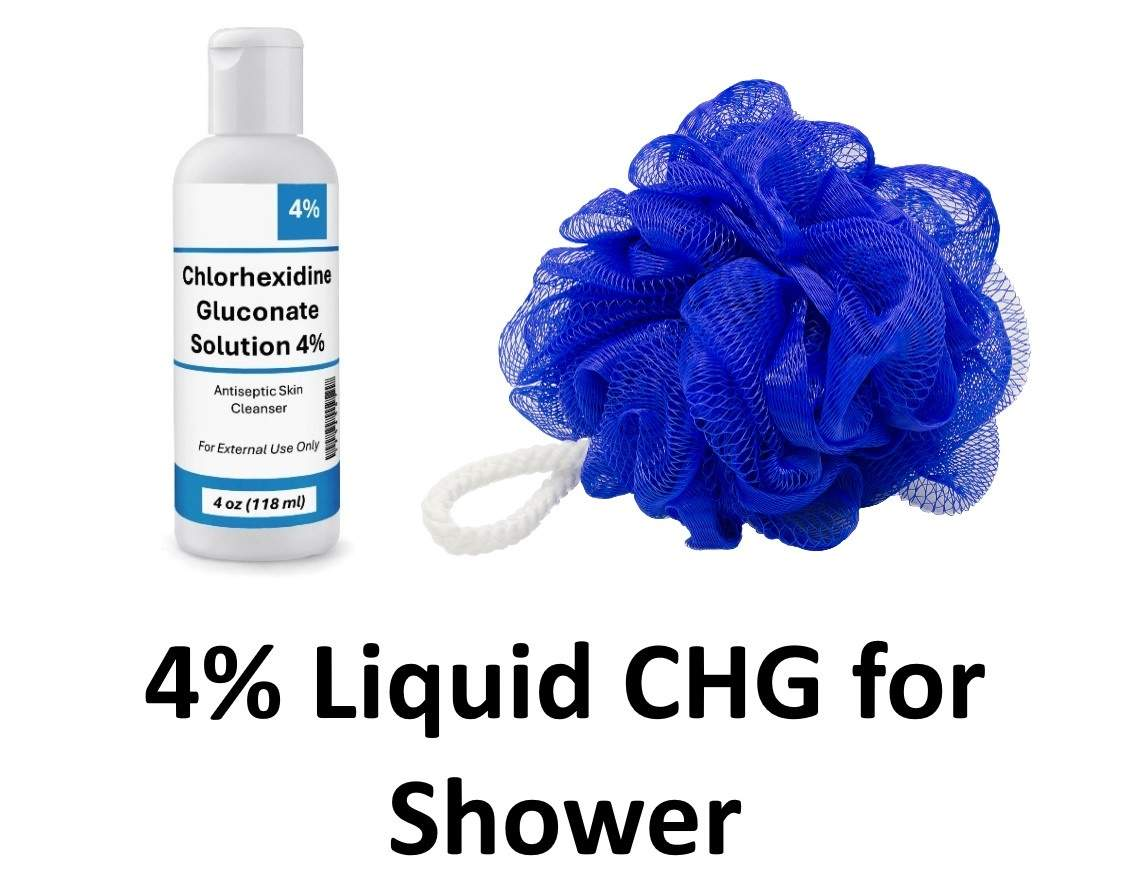 4%
Chlorhexidine
Gluconate
Solution 4%
Antiseptic Skin
Cleanser
For External Use Only
4 oz (118 ml)
4% Liquid CHG for
Shower